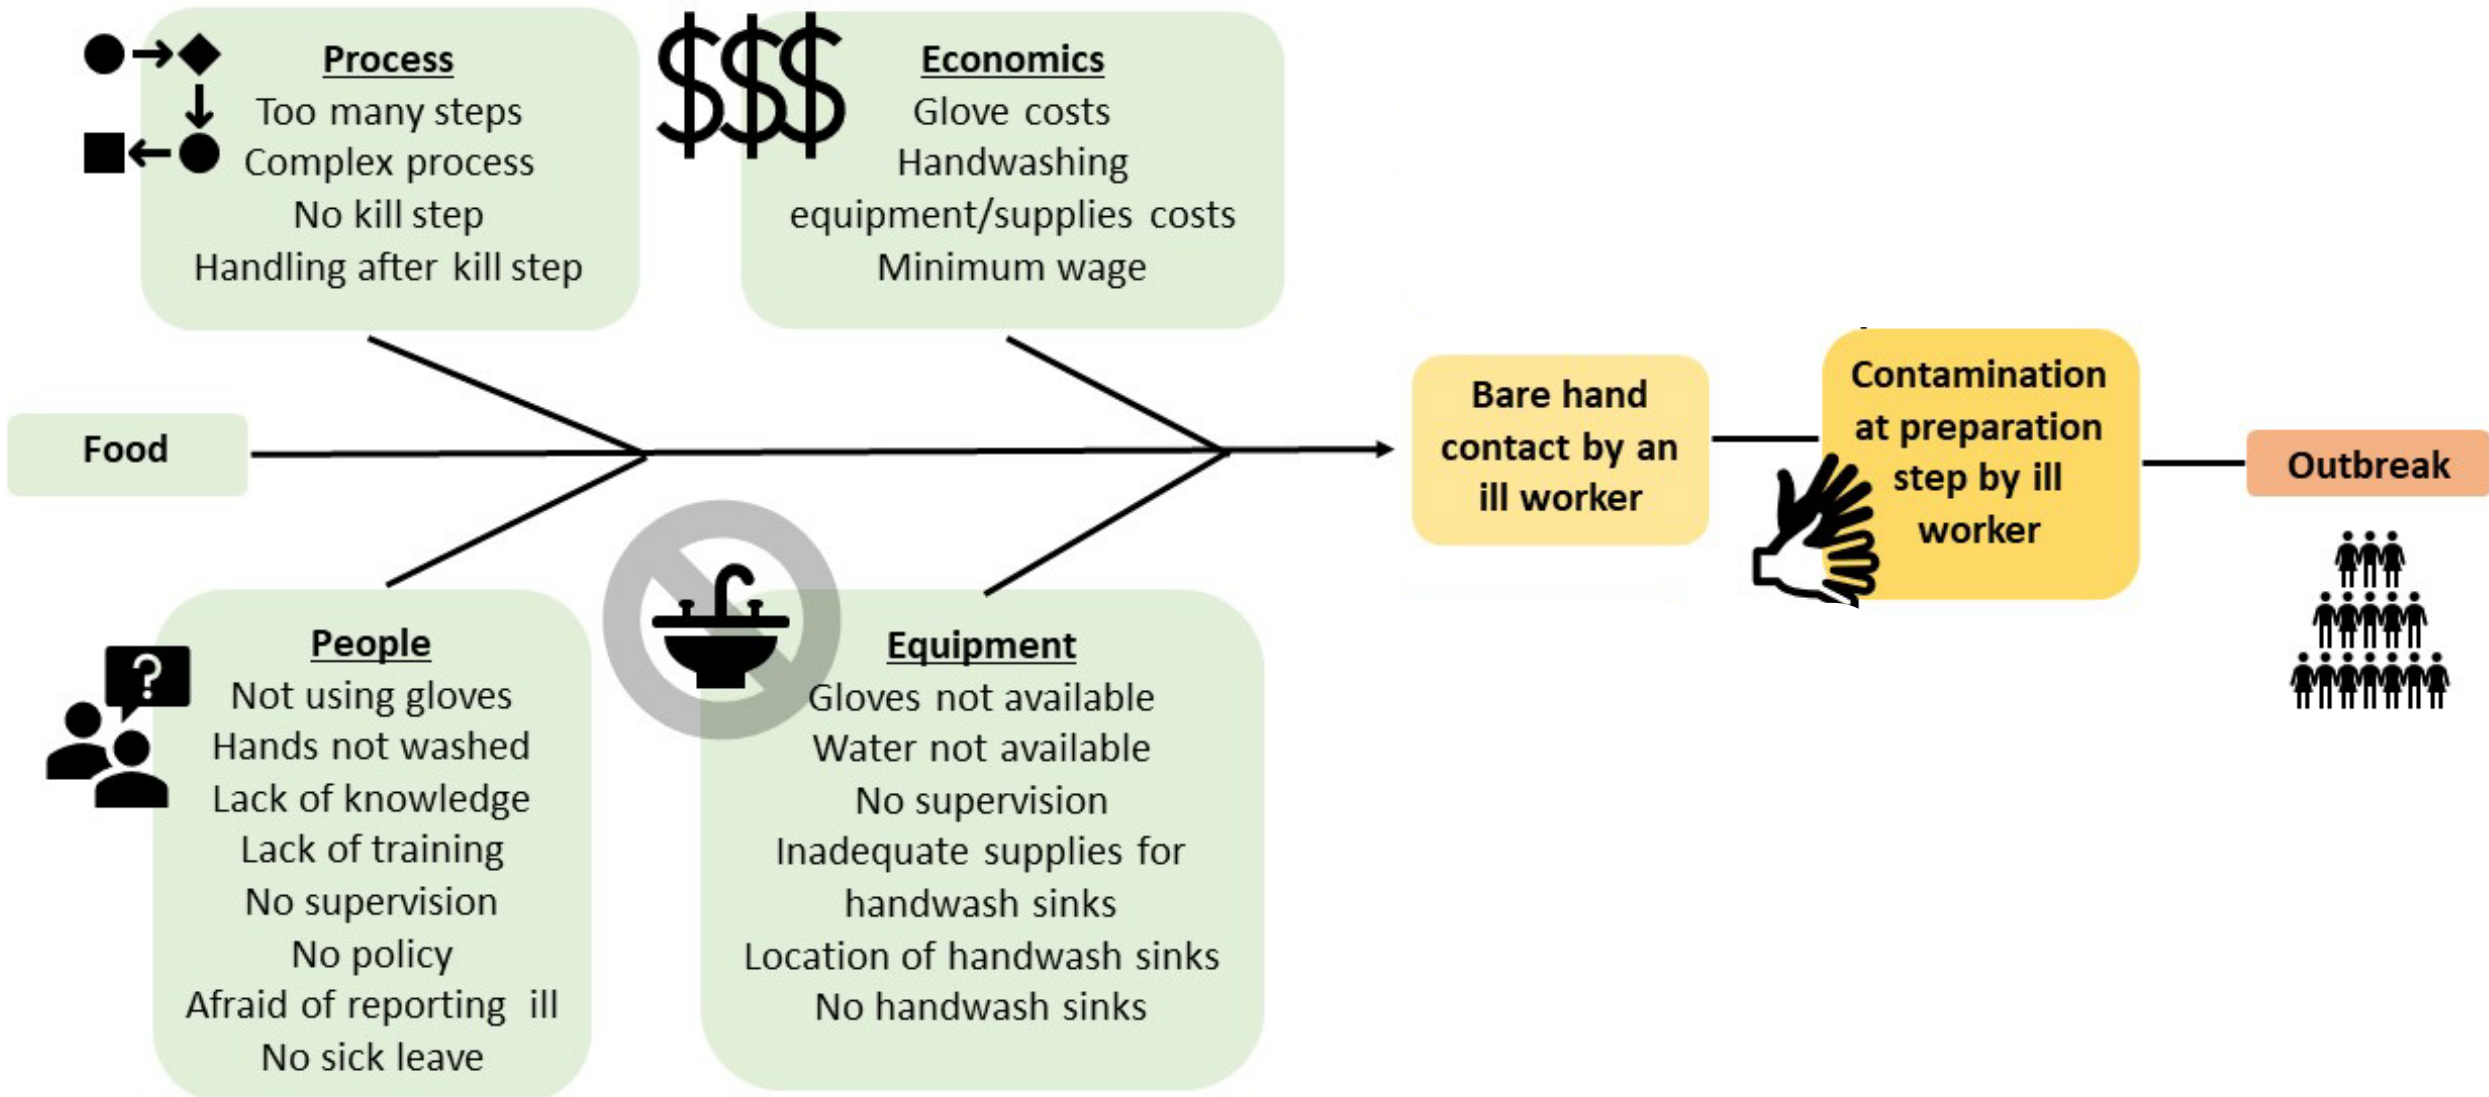 Process
Too many steps
Complex process
No kill step
Handling after kill step
$$$
Economics
Glove costs
Handwashing
equipment/supplies costs
Minimum wage
Food
Bare hand
contact by an
ill worker
Contamination
at preparation
step by ill
worker
Outbreak
?
People
Not using gloves
Hands not washed
Lack of knowledge
Lack of training
No supervision
No policy
Afraid of reporting ill
No sick leave
Equipment
Gloves not available
Water not available
No supervision
Inadequate supplies for
handwash sinks
Location of handwash sinks
No handwash sinks